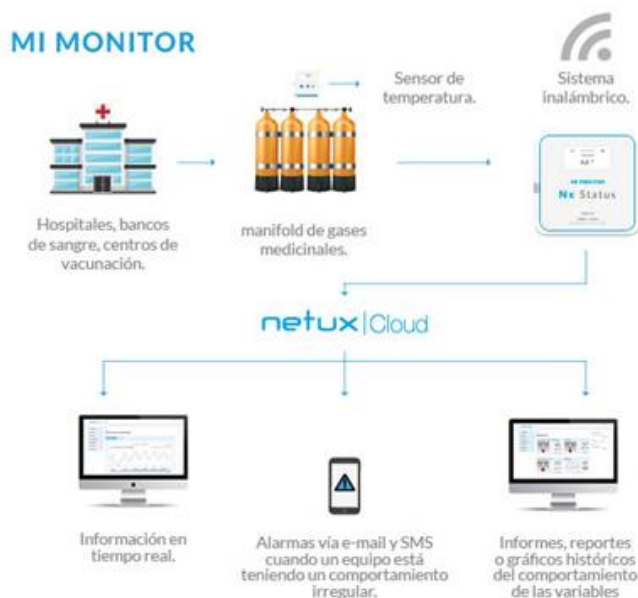 MI MONITOR
Sensor de
temperatura.
Sistema
inalámbrico.
MI MONITOR
Nx Status
Hospitales, bancos
de sangre, centros de
vacunación.
manifold de gases
medicinales.
netux|Cloud
Información en
tiempo real.
Alarmas vía e-mail y SMS
cuando un equipo está
teniendo un comportamiento
irregular.
Informes, reportes
o gráficos históricos
del comportamiento
de las variables